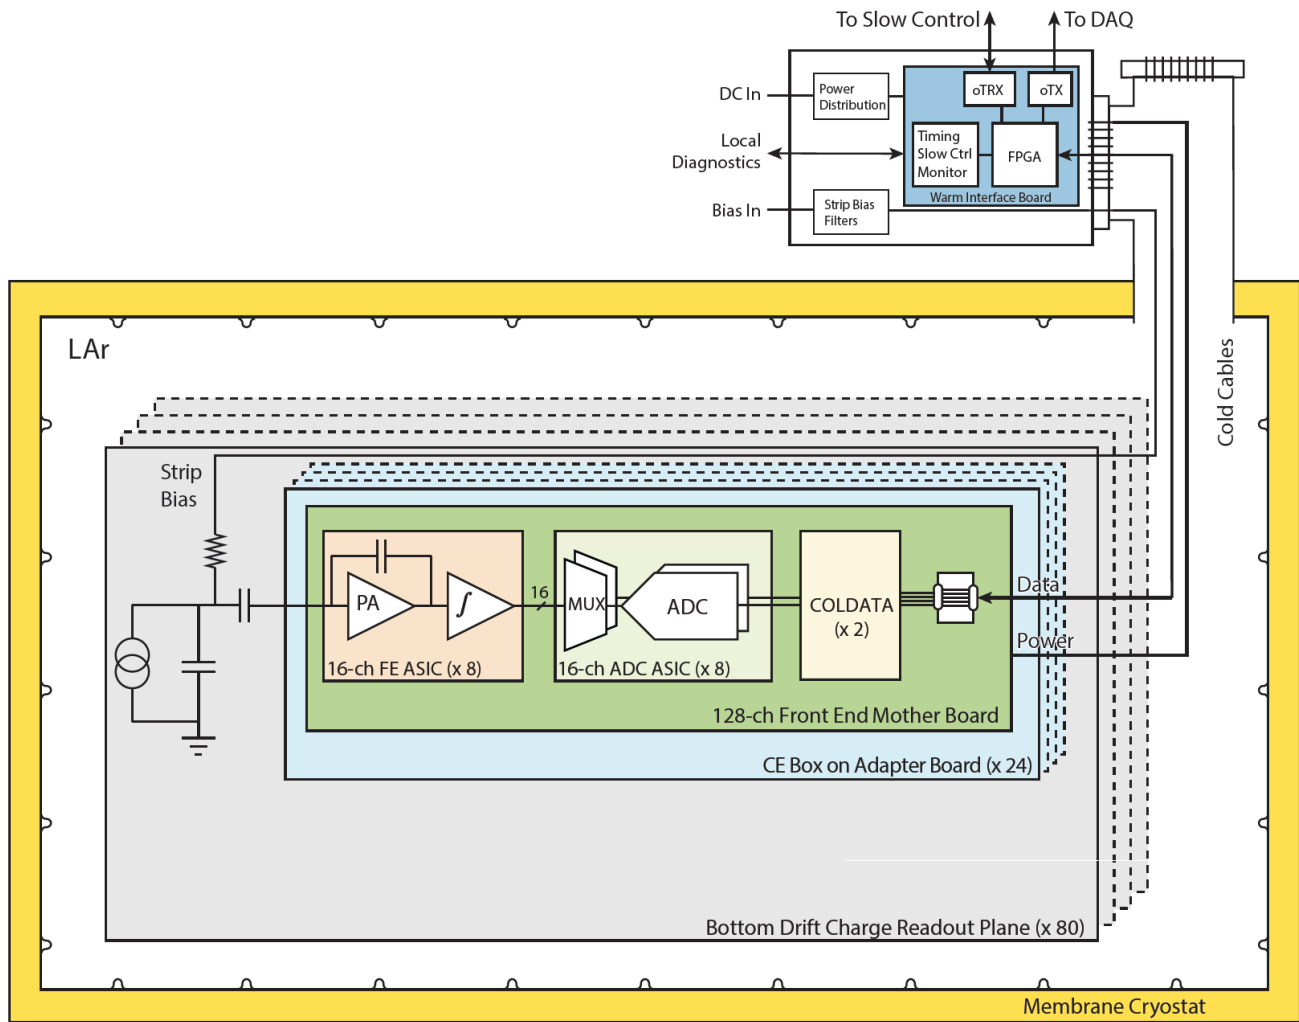 To Slow Control
To DAQ
DC In
Power
Distribution
oTRX
oTX
Local
Diagnostics
Timing
Slow Ctrl
Monitor
FPGA
Warm Interface Board
Bias In
Strip Bias
Filters
LAr
Cold Cables
Strip
Bias
PA
∫
16-ch FE ASIC (x 8)
16
MUX
ADC
16-ch ADC ASIC (x 8)
COLDATA
(x 2)
Data
Power
128-ch Front End Mother Board
CE Box on Adapter Board (x 24)
Bottom Drift Charge Readout Plane (x 80)
Membrane Cryostat